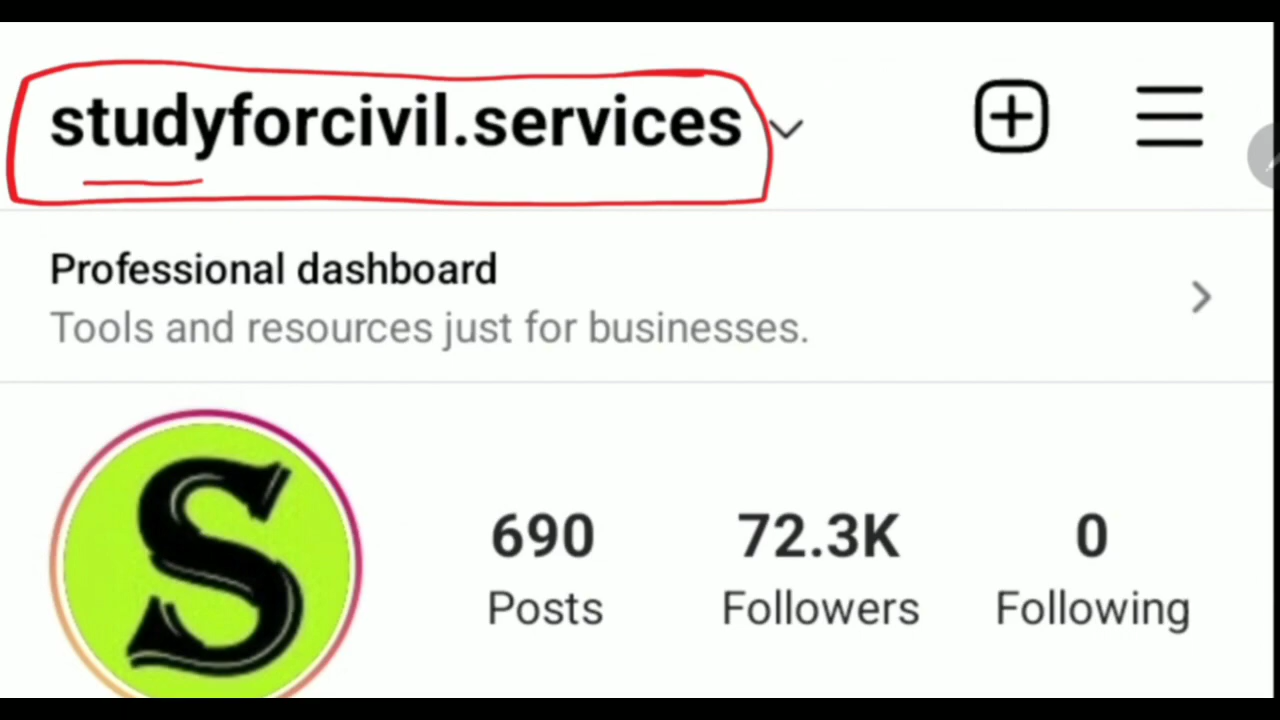 studyforcivil.services
Professional dashboard
Tools and resources just for businesses.
S
690 72.3K 0
Posts Followers Following